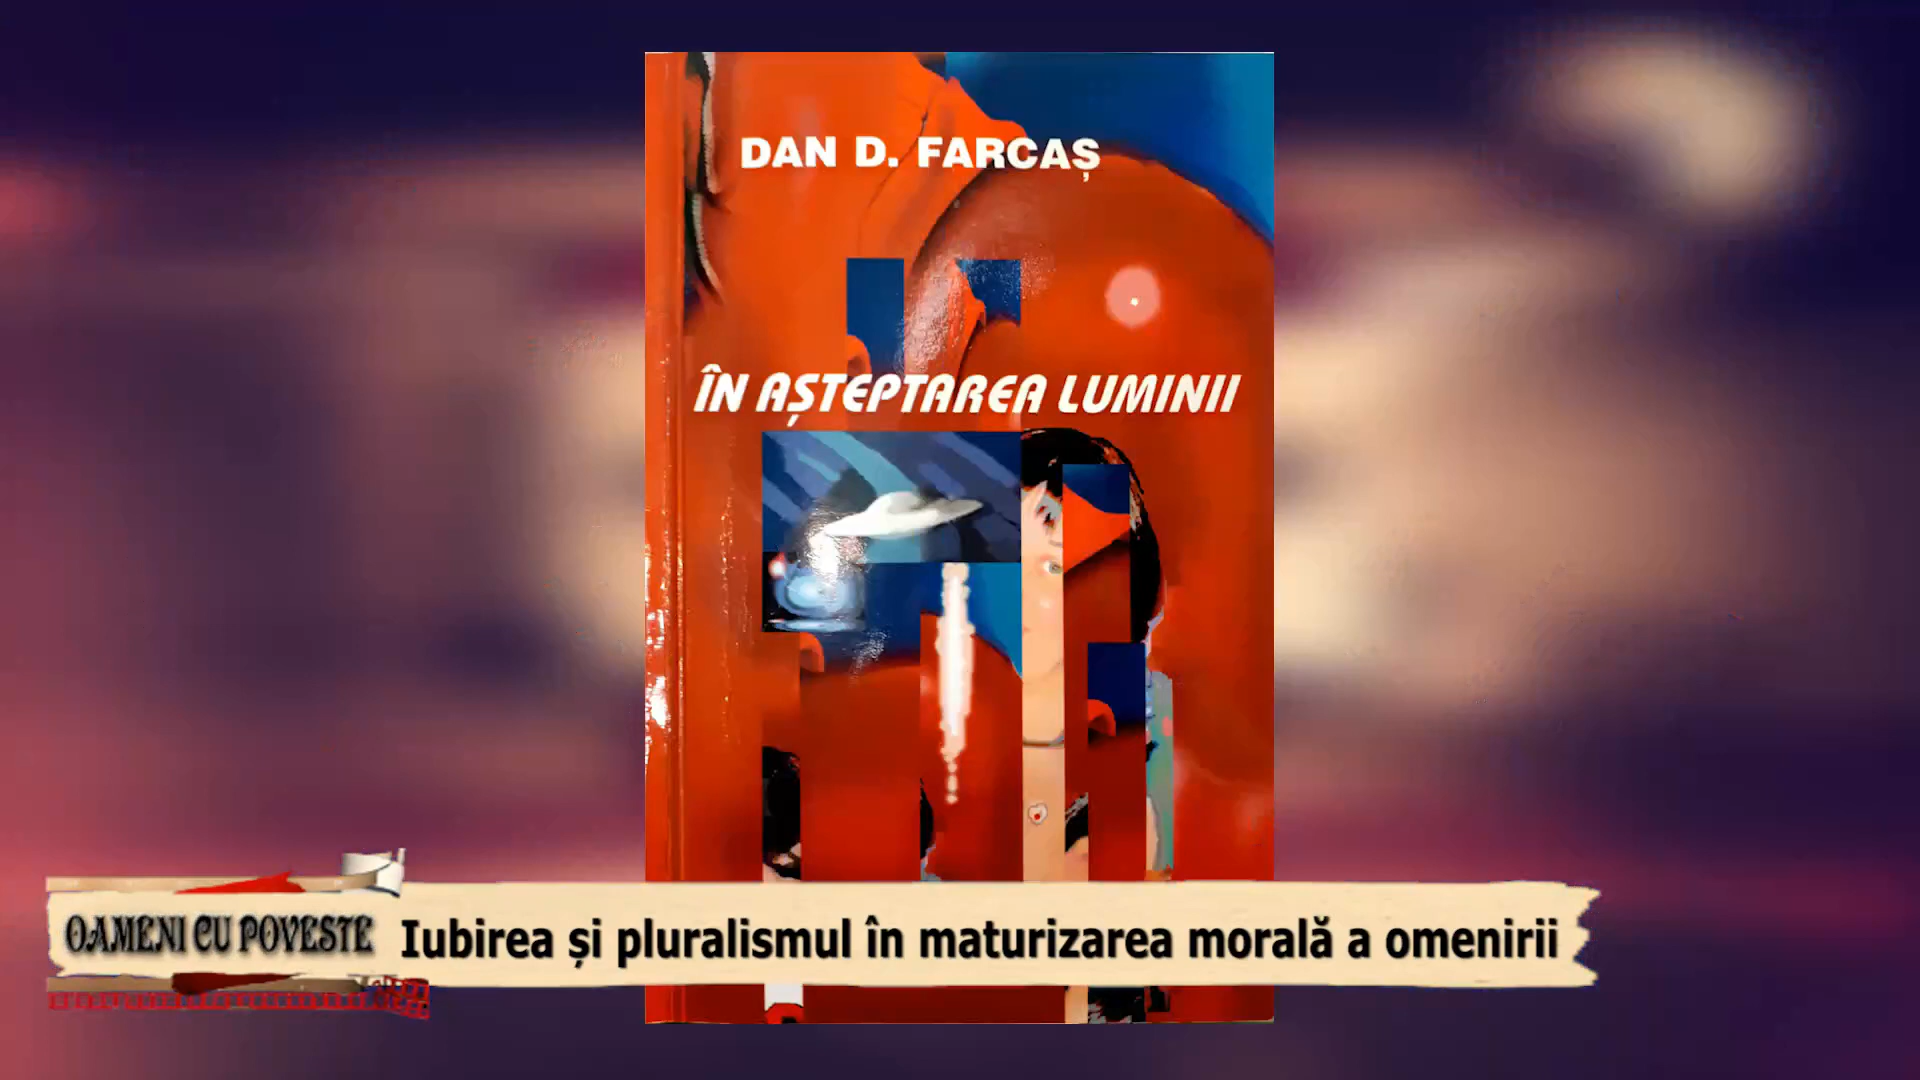 DAN D. FARCAȘ
ÎN AȘTEPTAREA LUMINII
OAMENI CU POVESTE
Iubirea și pluralismul în maturizarea morală a omenirii